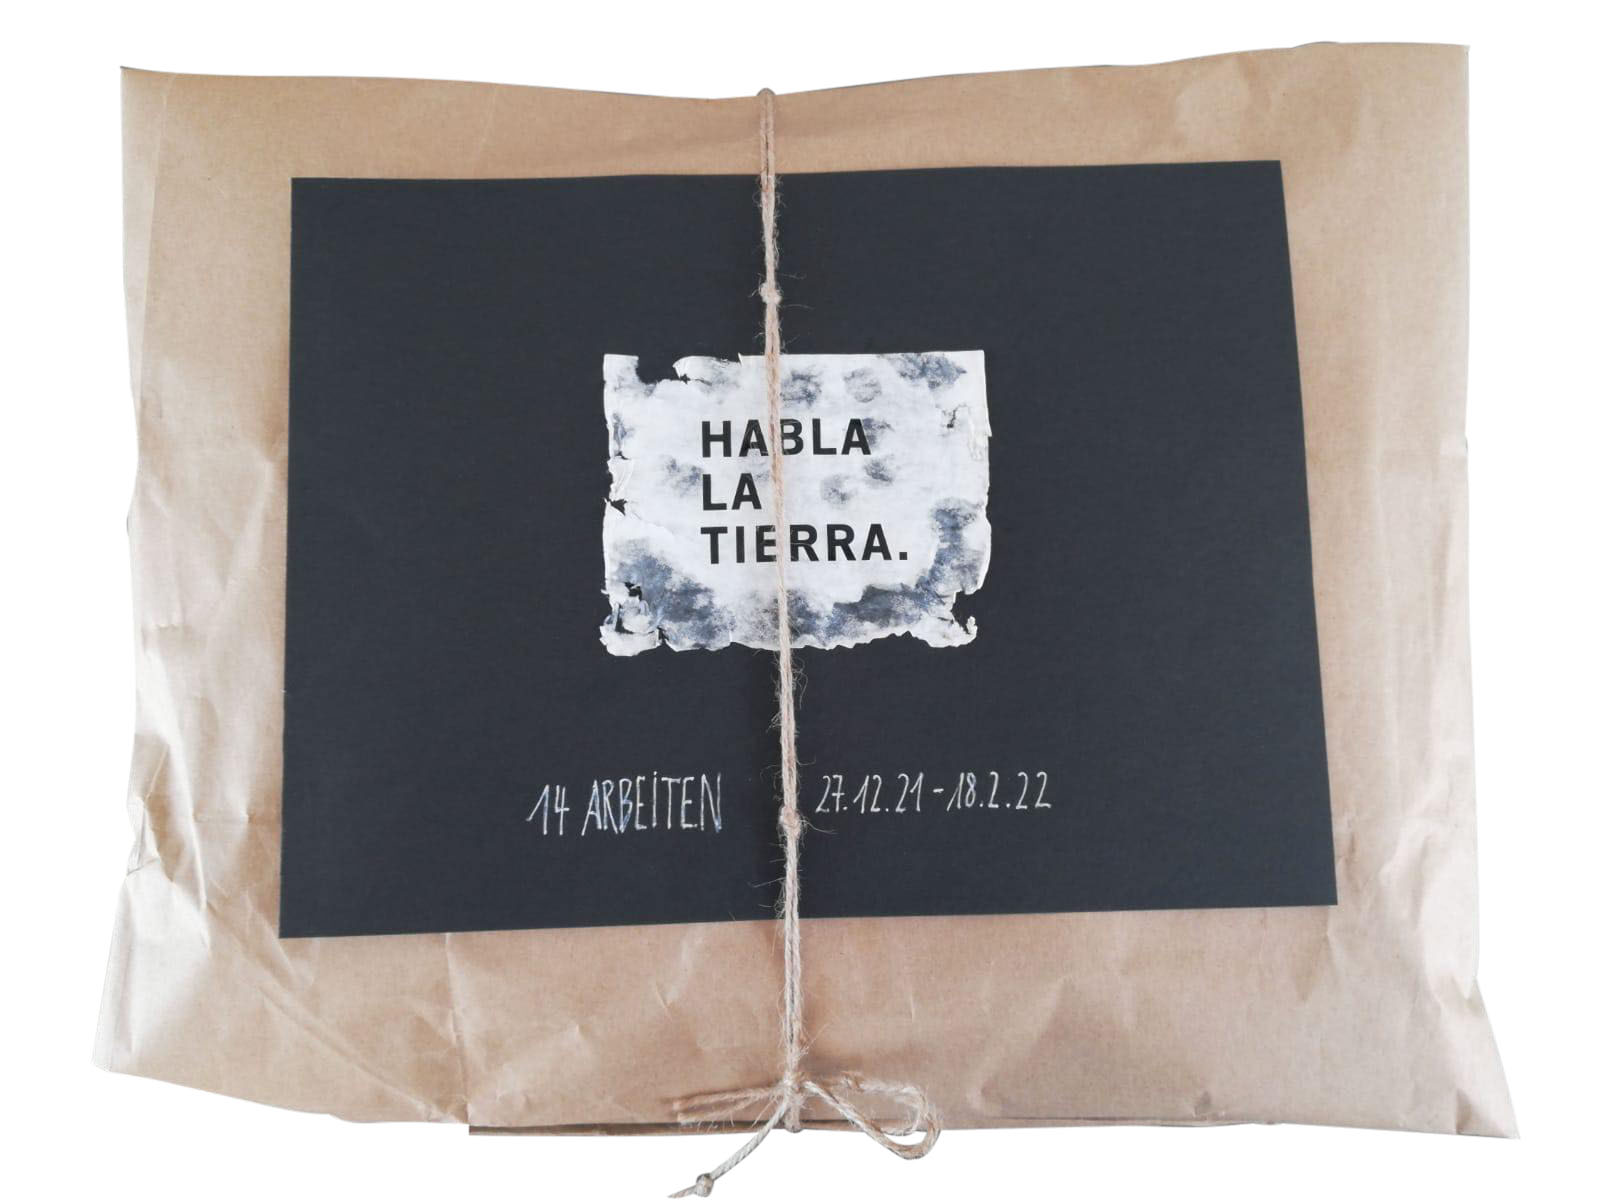 HABLA
LA
TIERRA.
14 ARBEiTEN 27.12.21-18.2.22